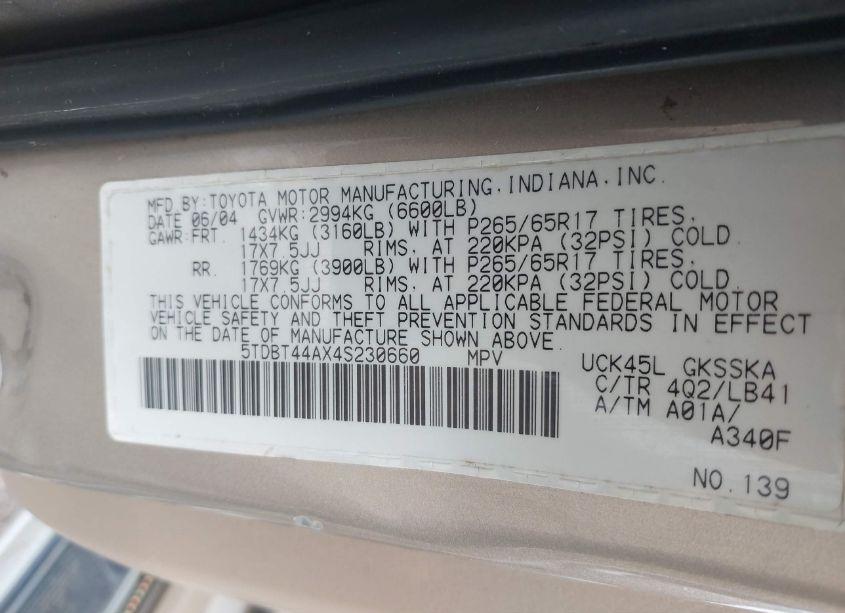 MFD.BY:TOYOTA MOTOR MANUFACTURING,INDIANA,INC.
DATE 06/04 GVWR:2994KG (6600LB)
GAWR:FRT. 1434KG (3160LB) WITH P265/65R17 TIRES,
17X7.5JJ RIMS, AT 220KPA (32PSI) COLD.
RR. 1769KG (3900LB) WITH P265/65R17 TIRES,
17X7.5JJ RIMS, AT 220KPA (32PSI) COLD.
THIS VEHICLE CONFORMS TO ALL APPLICABLE FEDERAL MOTOR
VEHICLE SAFETY AND THEFT PREVENTION STANDARDS IN EFFECT
ON THE DATE OF MANUFACTURE SHOWN ABOVE.
5TDBT44AX4S230660 MPV
UCK45L GKSSKA
C/TR 4Q2/LB41
A/TM A01A/
A340F
NO.139